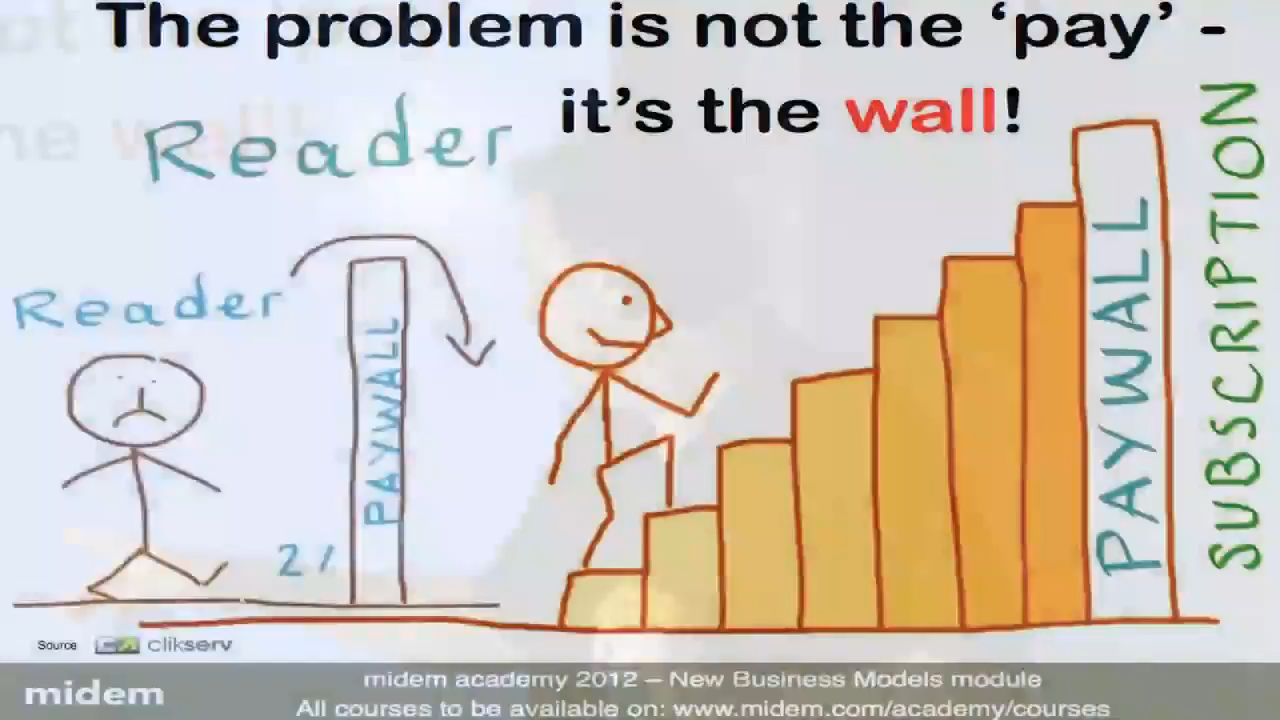 The problem is not the ‘pay’ -
it’s the wall!
Reader
Reader
PAYWALL
2%
PAYWALL
SUBSCRIPTION
Source
clikserv
midem
midem academy 2012 – New Business Models module
All courses to be available on: www.midem.com/academy/courses